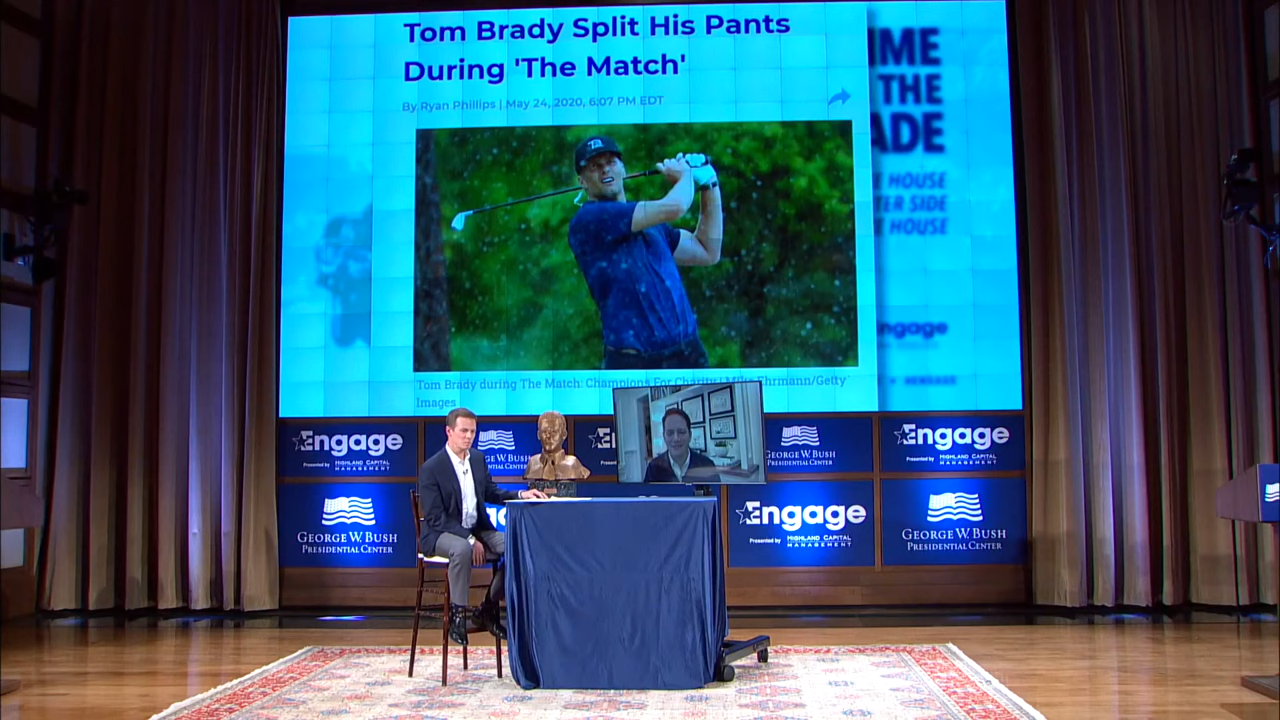 Tom Brady Split His Pants
During 'The Match'
By Ryan Phillips | May 24, 2020, 6:07 PM EDT
IME
THE
ADE
HOUSE
TER SIDE
HOUSE
ngage
Tom Brady during The Match: Champions For Charity | Mike Ehrmann/Getty
Images
Engage
Presented by HIGHLAND CAPITAL
MANAGEMENT
GEORGE W. BUSH
PRESIDENTIAL CENTER
GEORGE W. BUSH
PRESIDENTIAL CENTER
Engage
Presented by HIGHLAND CAPITAL
MANAGEMENT
GEORGE W. BUSH
PRESIDENTIAL CENTER
Engage
Presented by HIGHLAND CAPITAL
MANAGEMENT
GEORGE W. BUSH
PRESIDENTIAL CENTER